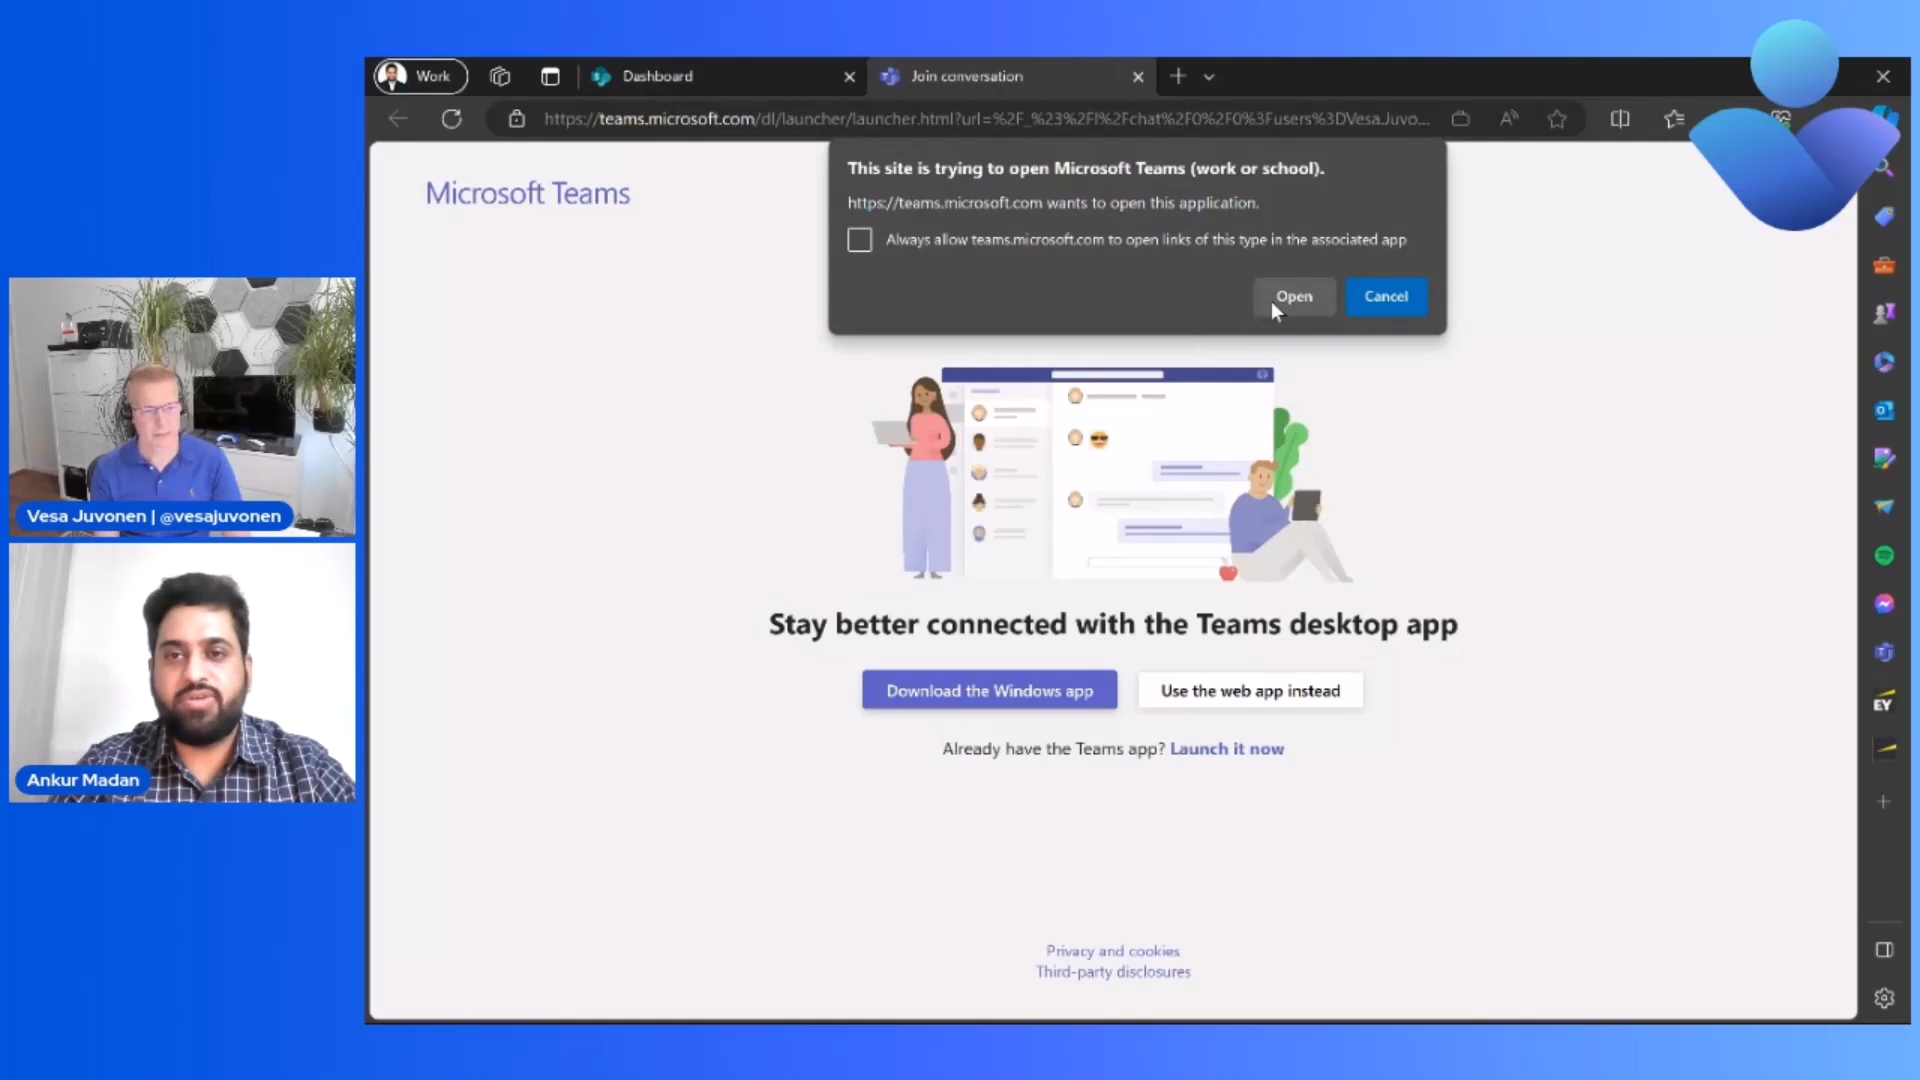 Work
Dashboard
Join conversation
https://teams.microsoft.com/dl/launcher/launcher.html?url=%2F_%23%2Fl%2Fchat%2F0%2F0%3Fusers%3DVesa.Juvo...
This site is trying to open Microsoft Teams (work or school).
https://teams.microsoft.com wants to open this application.
Always allow teams.microsoft.com to open links of this type in the associated app
Open
Cancel
Microsoft Teams
Stay better connected with the Teams desktop app
Download the Windows app
Use the web app instead
Already have the Teams app? Launch it now
Privacy and cookies
Third-party disclosures
EY
Vesa Juvonen | @vesajuvonen
Ankur Madan